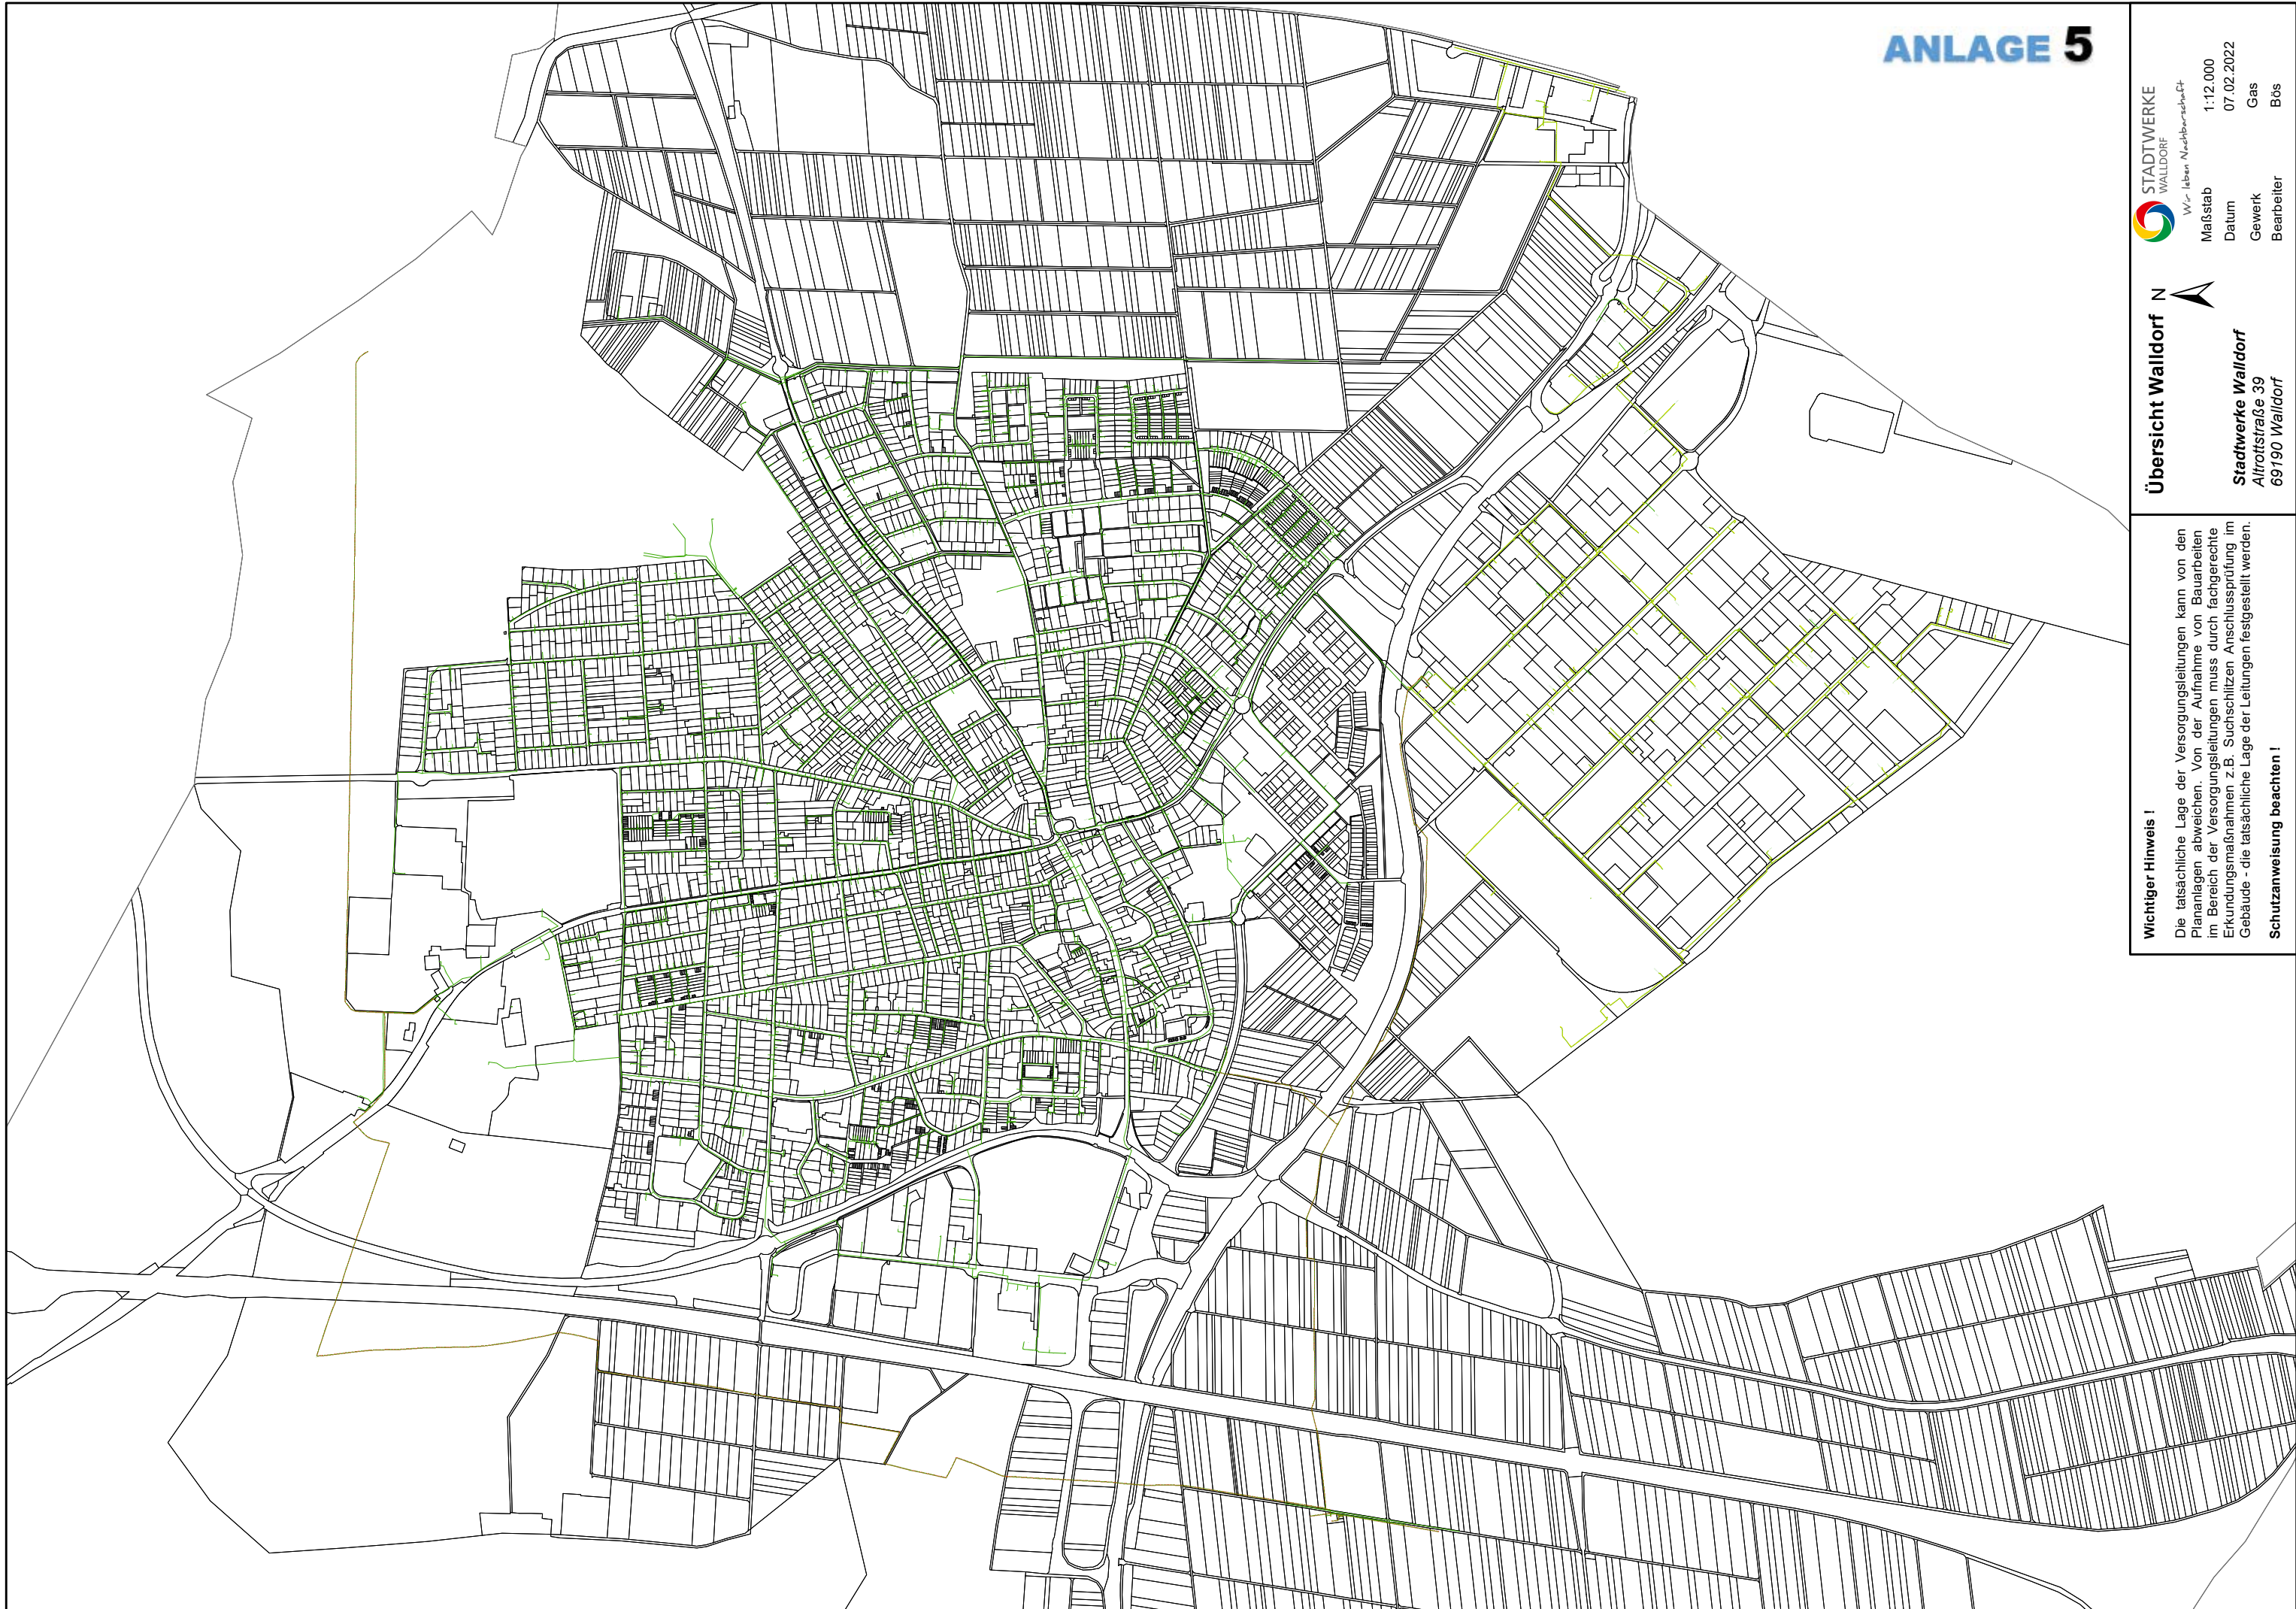 ANLAGE 5
STADTWERKE
WALLDORF
Wir leben Nachbarschaft
Maßstab 1:12.000
Datum 07.02.2022
Gewerk Gas
Bearbeiter Bös
Übersicht Walldorf N
Stadtwerke Walldorf
Altrottstraße 39
69190 Walldorf
Wichtiger Hinweis !
Die tatsächliche Lage der Versorgungsleitungen kann von den
Plananlagen abweichen. Von der Aufnahme von Bauarbeiten
im Bereich der Versorgungsleitungen muss durch fachgerechte
Erkundungsmaßnahmen z.B. Suchschlitzen Anschlussprüfung im
Gebäude - die tatsächliche Lage der Leitungen festgestellt werden.
Schutzanweisung beachten !